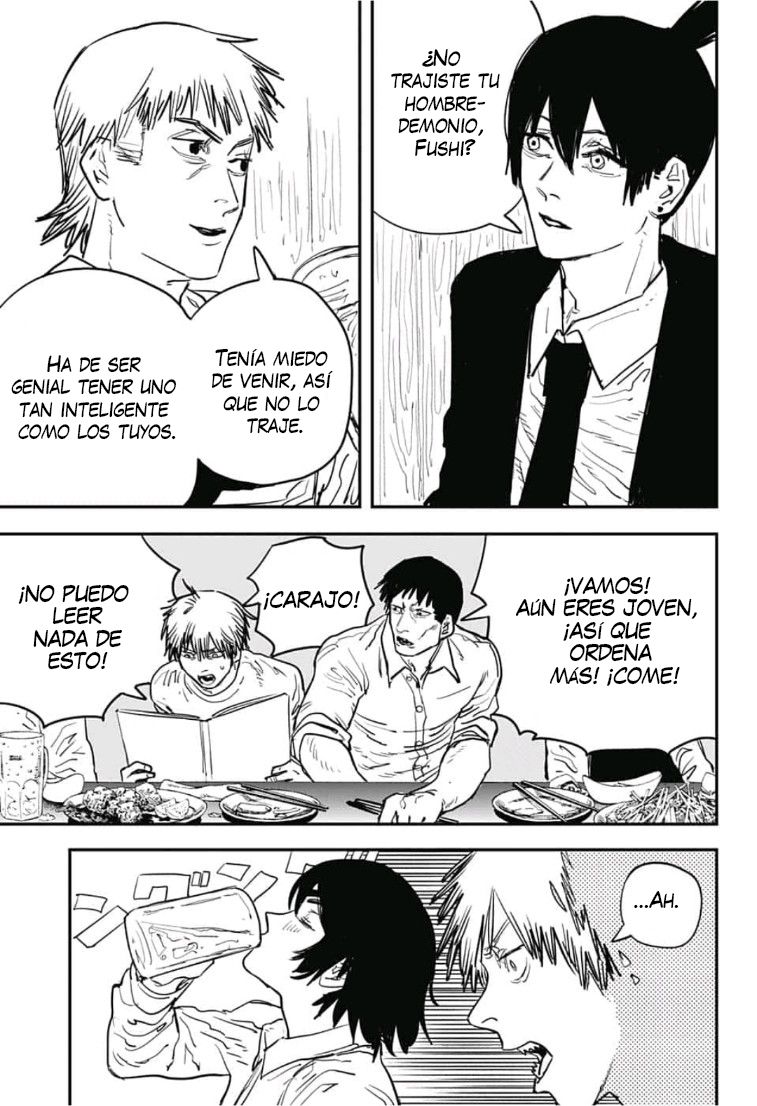 ¿NO
TRAJISTE TU
HOMBRE-
DEMONIO,
FUSHI?
TENÍA MIEDO
DE VENIR, ASÍ
QUE NO LO
TRAJE.
HA DE SER
GENIAL TENER UNO
TAN INTELIGENTE
COMO LOS TUYOS.
¡VAMOS!
AÚN ERES JOVEN,
¡ASÍ QUE
ORDENA
MÁS! ¡COME!
¡CARAJO!
¡NO PUEDO
LEER
NADA DE
ESTO!
...AH.